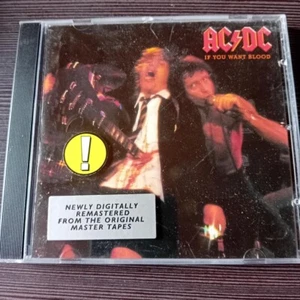 AC⚡DC
IF YOU WANT BLOOD
!
NEWLY DIGITALLY
REMASTERED
FROM THE ORIGINAL
MASTER TAPES